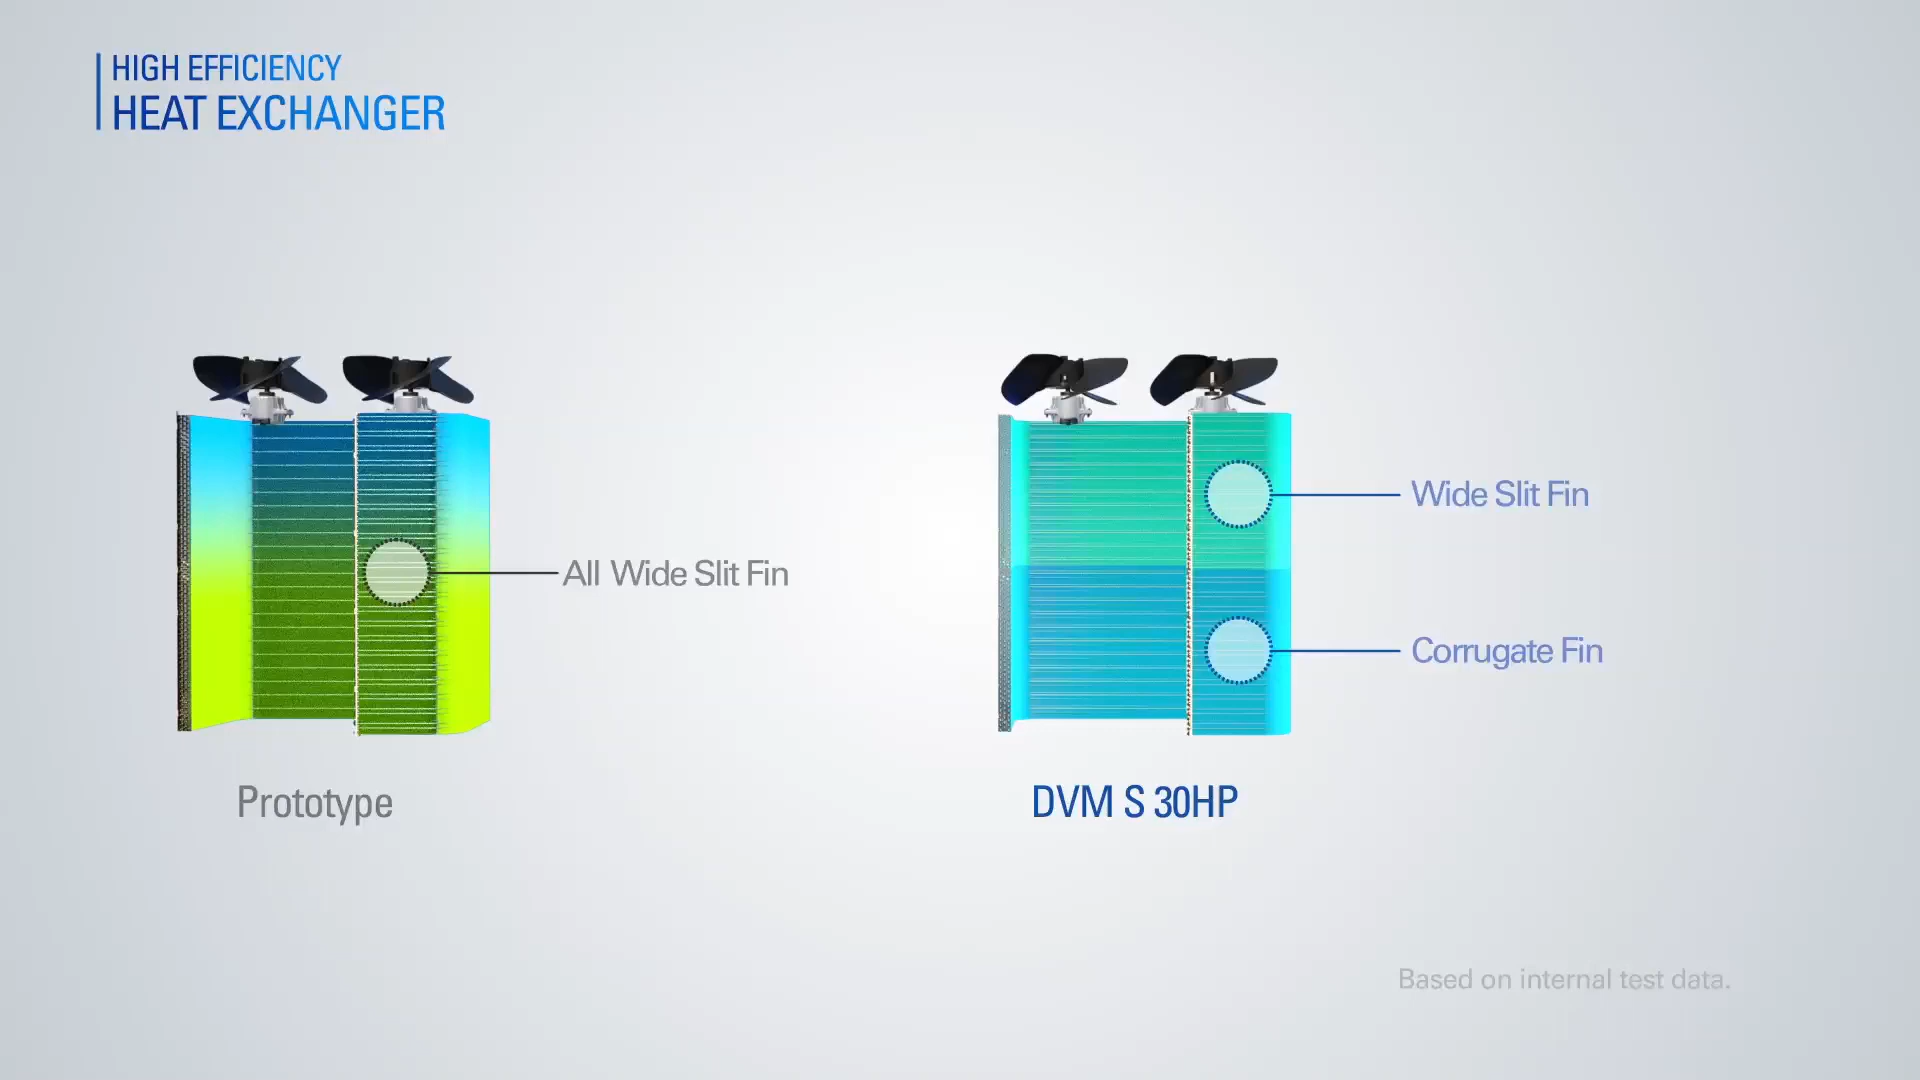 HIGH EFFICIENCY
HEAT EXCHANGER
All Wide Slit Fin
Wide Slit Fin
Corrugate Fin
Prototype
DVM S 30HP
Based on internal test data.